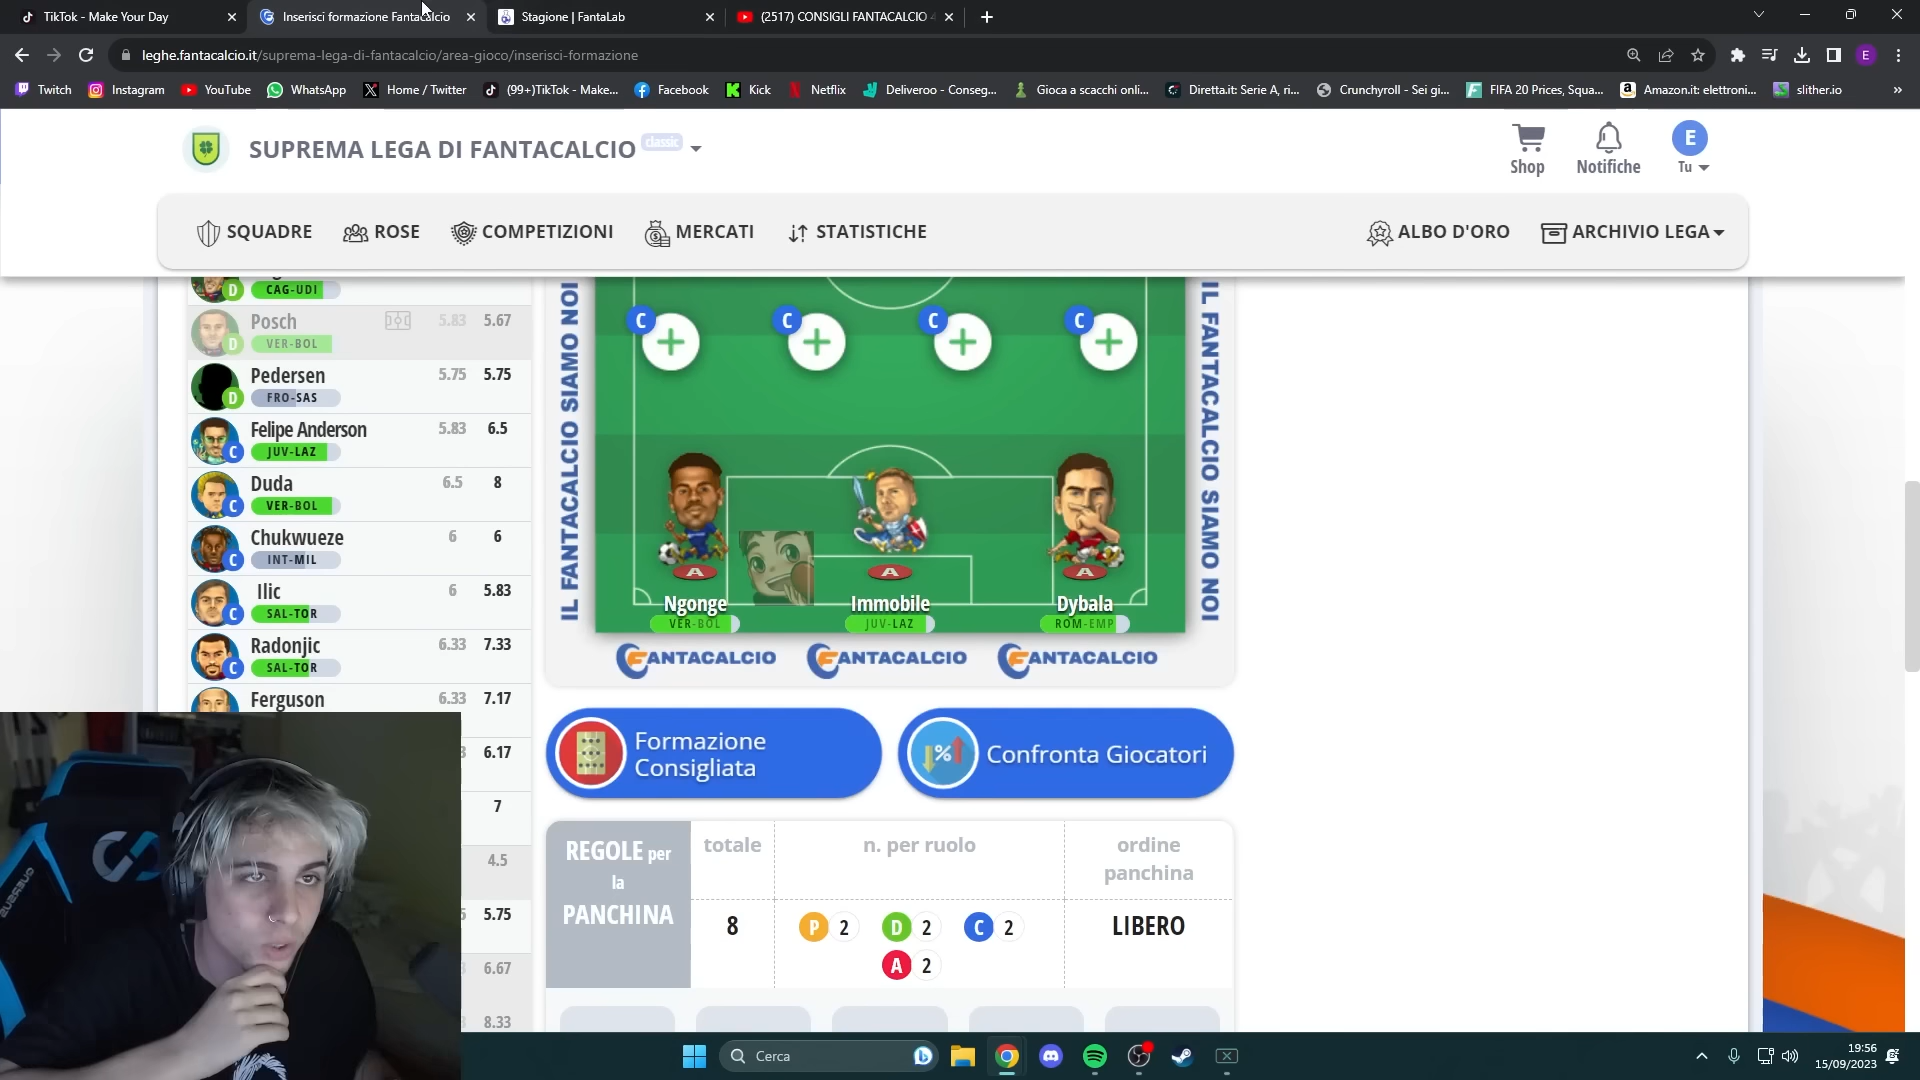 TikTok - Make Your Day
Inserisci formazione Fantacalcio
Stagione | FantaLab
(2517) CONSIGLI FANTACALCIO
leghe.fantacalcio.it/suprema-lega-di-fantacalcio/area-gioco/inserisci-formazione
E
Twitch
Instagram
YouTube
WhatsApp
Home / Twitter
(99+)TikTok - Make...
Facebook
Kick
Netflix
Deliveroo - Conseg...
Gioca a scacchi onli...
Diretta.it: Serie A, ri...
Crunchyroll - Sei gi...
FIFA 20 Prices, Squa...
Amazon.it: elettroni...
slither.io
»
SUPREMA LEGA DI FANTACALCIO classic
Shop
Notifiche
E
Tu
SQUADRE
ROSE
COMPETIZIONI
MERCATI
STATISTICHE
ALBO D'ORO
ARCHIVIO LEGA
D CAG-UDI
Posch 5.83 5.67
D VER-BOL
Pedersen 5.75 5.75
D FRO-SAS
Felipe Anderson 5.83 6.5
C JUV-LAZ
Duda 6.5 8
C VER-BOL
Chukwueze 6 6
C INT-MIL
Ilic 6 5.83
C SAL-TOR
Radonjic 6.33 7.33
C SAL-TOR
Ferguson 6.33 7.17
6.17
7
4.5
5.75
6.67
8.33
IL FANTACALCIO SIAMO NOI
C C C C
A A A
Ngonge Immobile Dybala
VER-BOL JUV-LAZ ROM-EMP
IL FANTACALCIO SIAMO NOI
FANTACALCIO FANTACALCIO FANTACALCIO
Formazione
Consigliata
Confronta Giocatori
REGOLE per
la
PANCHINA
totale
8
n. per ruolo
P 2 D 2 C 2
A 2
ordine
panchina
LIBERO
Cerca
19:56
15/09/2023